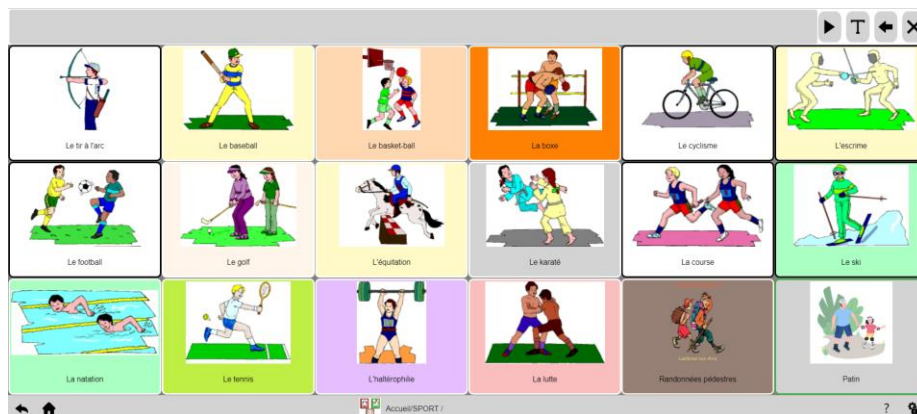 T
Le tir à l'arc
Le baseball
Le basket-ball
La boxe
Le cyclisme
L'escrime
Le football
Le golf
L'équitation
Le karaté
La course
Le ski
La natation
Le tennis
L'haltérophilie
La lutte
Randonnées pédestres
Patin
Accueil/SPORT /
?